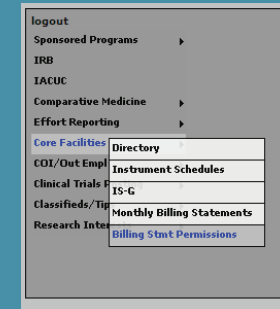 logout
Sponsored Programs
IRB
IACUC
Comparative Medicine
Effort Reporting
Core Facilities
Directory
COI/Out Empl
Instrument Schedules
Clinical Trials P
IS-G
Classifieds/Tip
Monthly Billing Statements
Research Inter
Billing Stmt Permissions